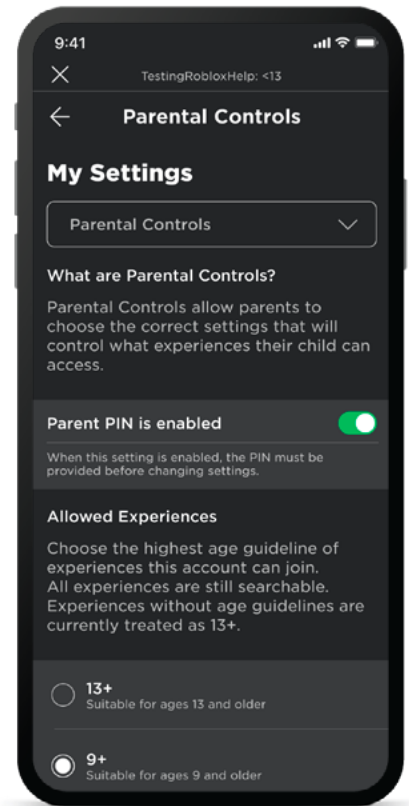 9:41
TestingRobloxHelp: <13
Parental Controls
My Settings
Parental Controls
What are Parental Controls?
Parental Controls allow parents to
choose the correct settings that will
control what experiences their child can
access.
Parent PIN is enabled
When this setting is enabled, the PIN must be
provided before changing settings.
Allowed Experiences
Choose the highest age guideline of
experiences this account can join.
All experiences are still searchable.
Experiences without age guidelines are
currently treated as 13+.
13+
Suitable for ages 13 and older
9+
Suitable for ages 9 and older